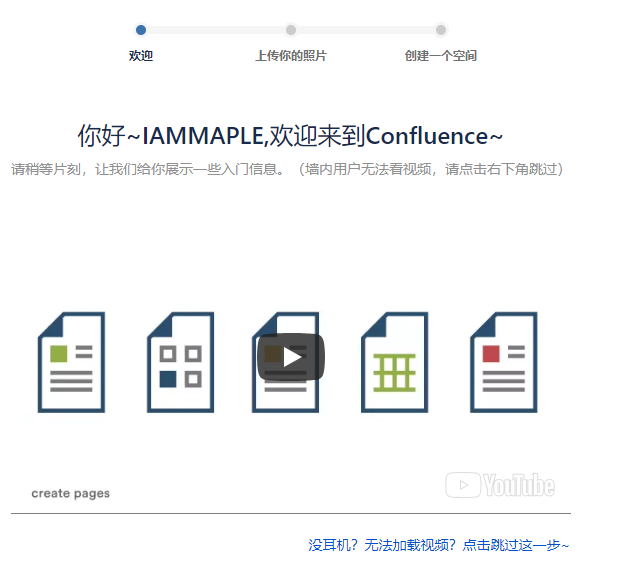 欢迎 上传你的照片 创建一个空间
你好~IAMMAPLE,欢迎来到Confluence~
请稍等片刻，让我们给你展示一些入门信息。（墙内用户无法看视频，请点击右下角跳过）
create pages
YouTube
没耳机？无法加载视频？点击跳过这一步~